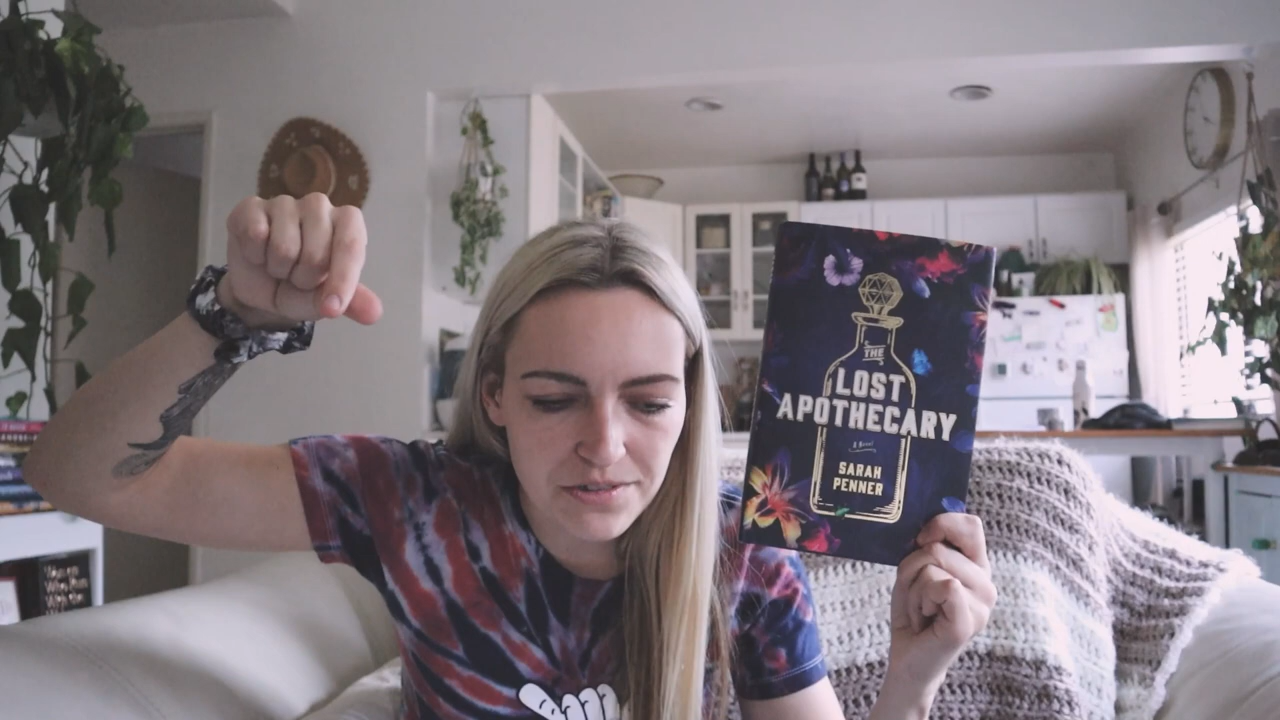 THE
LOST
APOTHECARY
A Novel
SARAH
PENNER